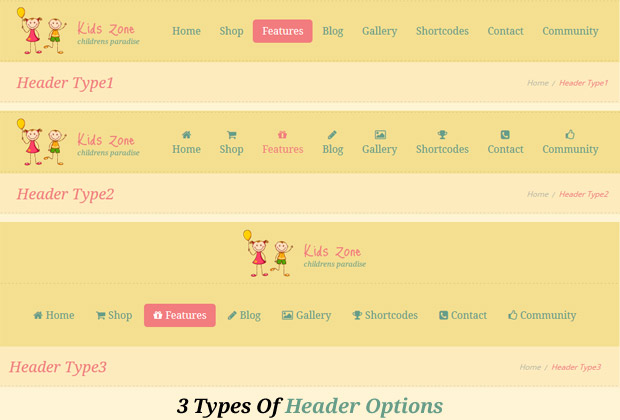 Kids Zone
childrens paradise
Home Shop Features Blog Gallery Shortcodes Contact Community
Header Type1
Home / Header Type1
Kids Zone
childrens paradise
Home Shop Features Blog Gallery Shortcodes Contact Community
Header Type2
Home / Header Type2
Kids Zone
childrens paradise
Home Shop Features Blog Gallery Shortcodes Contact Community
Header Type3
Home / Header Type3
3 Types Of Header Options